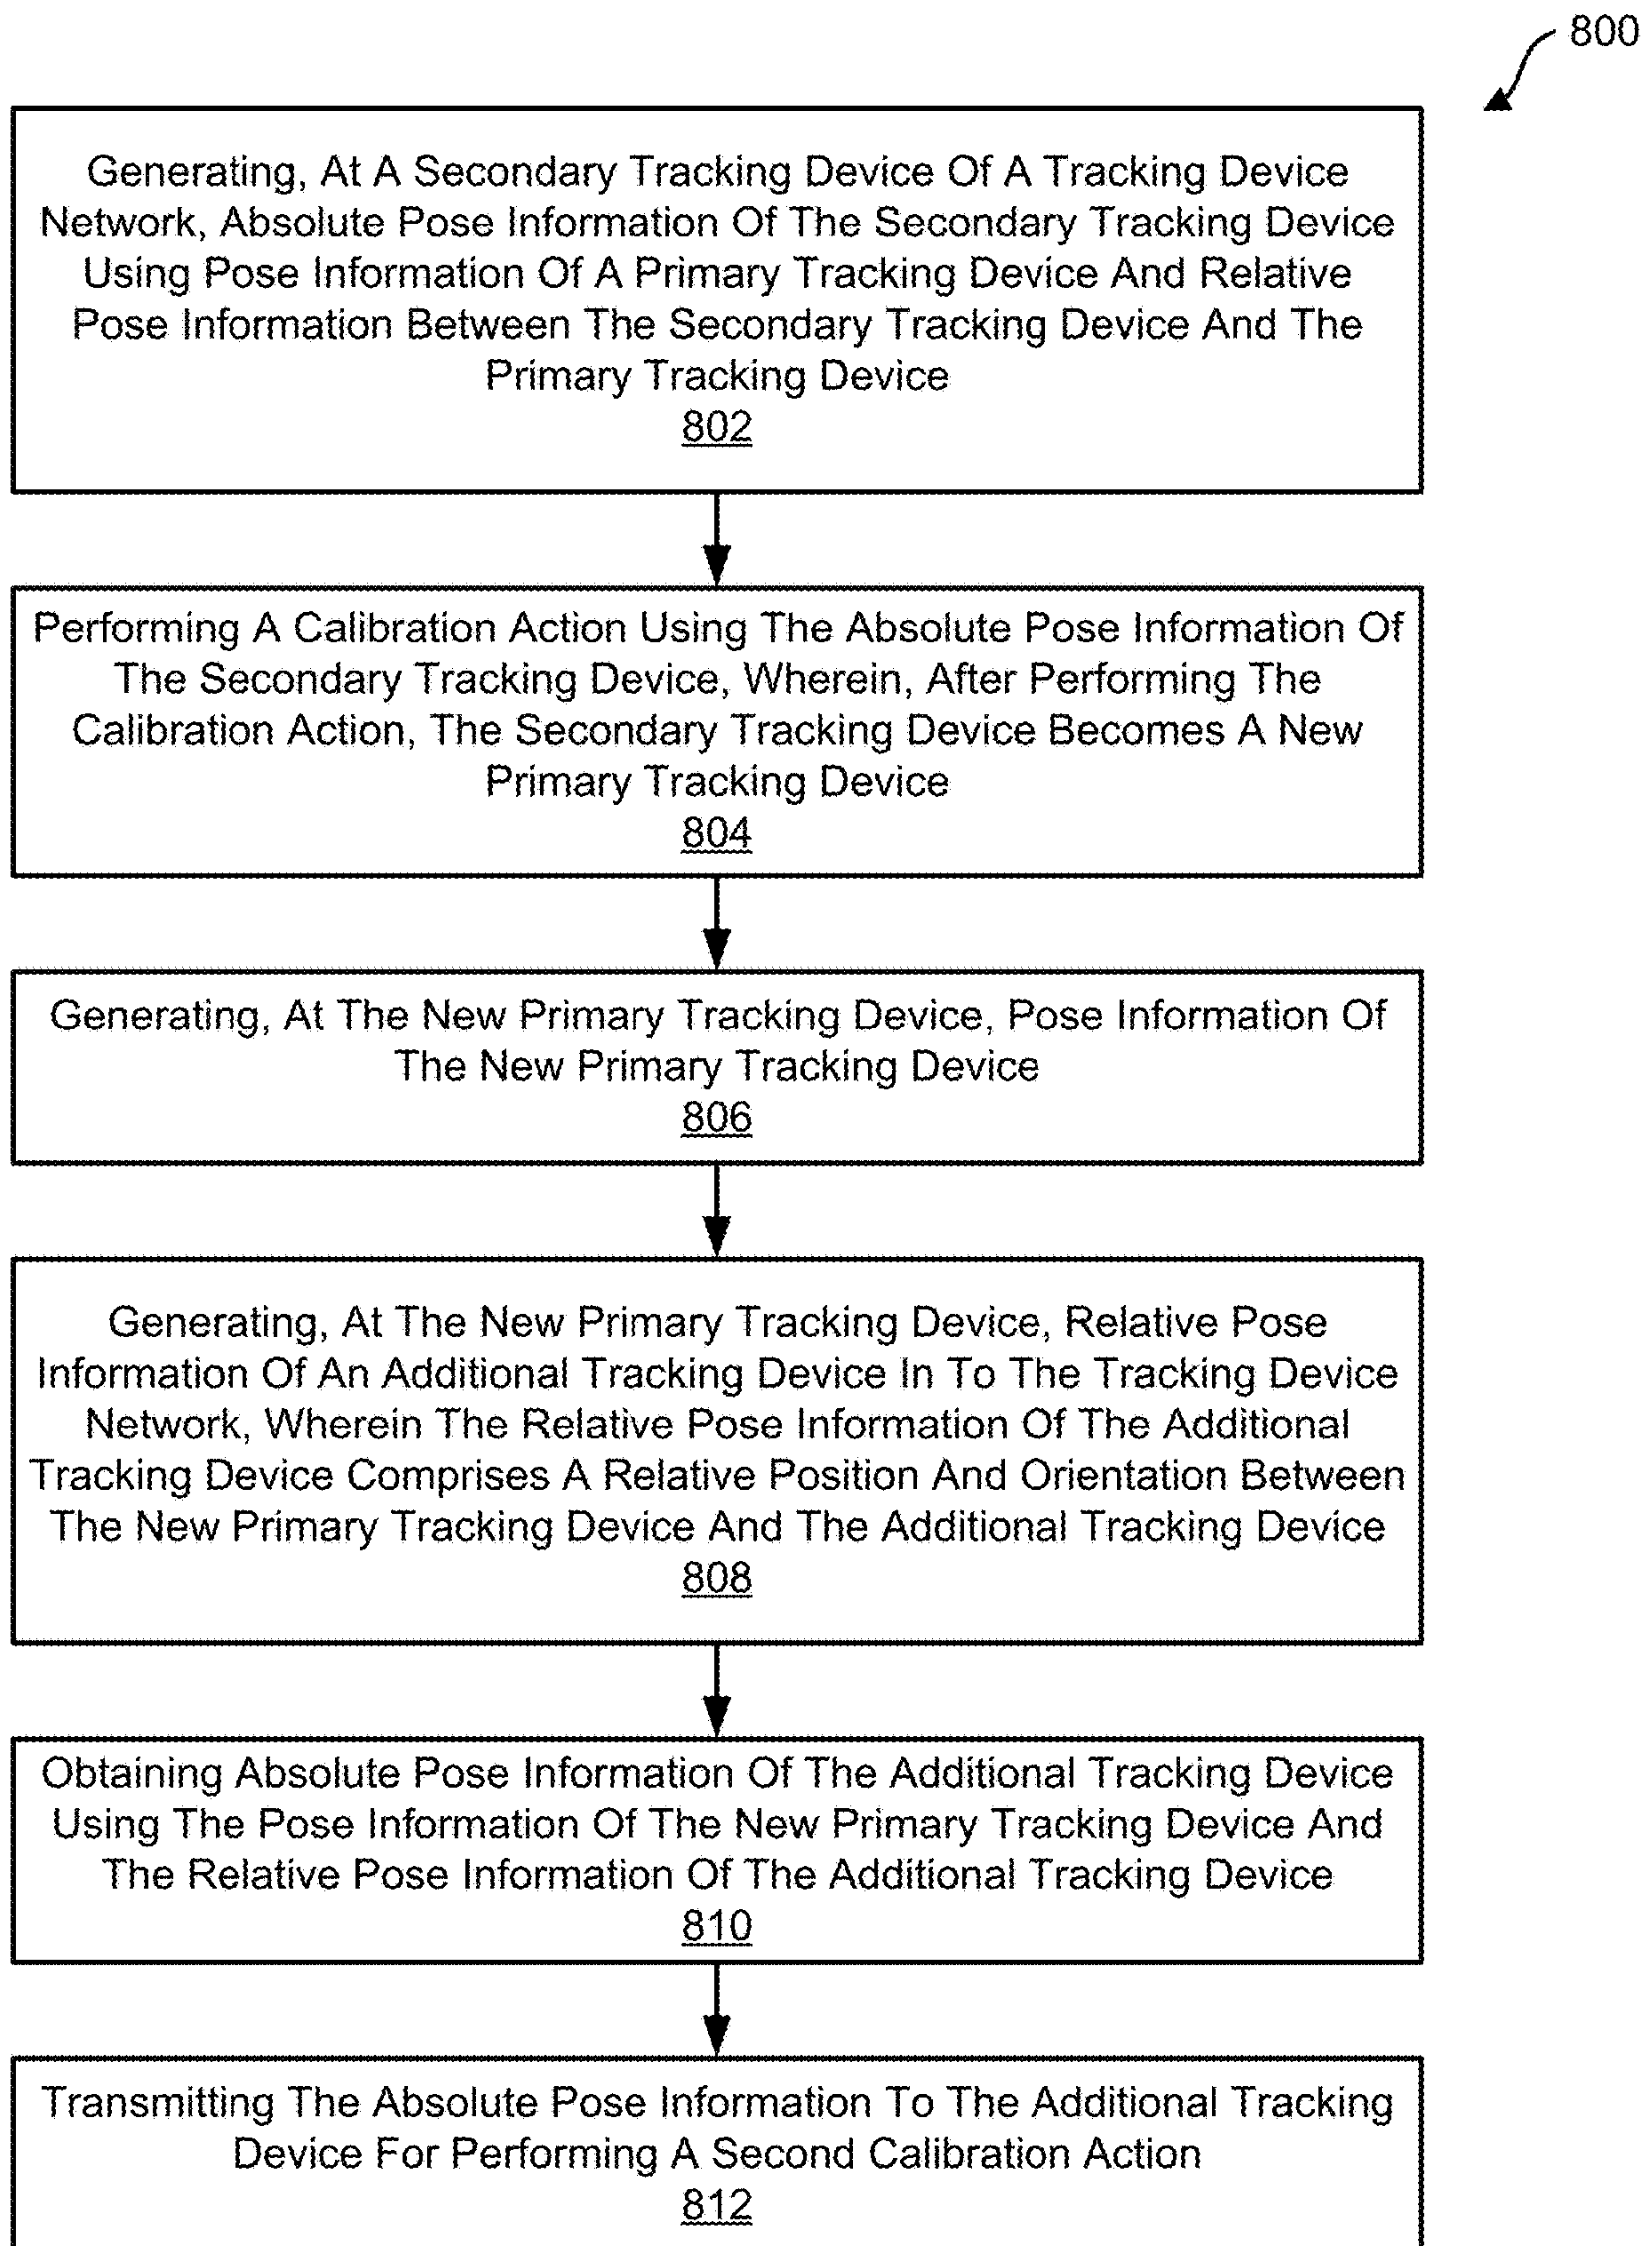 800
Generating, At A Secondary Tracking Device Of A Tracking Device
Network, Absolute Pose Information Of The Secondary Tracking Device
Using Pose Information Of A Primary Tracking Device And Relative
Pose Information Between The Secondary Tracking Device And The
Primary Tracking Device
802
Performing A Calibration Action Using The Absolute Pose Information Of
The Secondary Tracking Device, Wherein, After Performing The
Calibration Action, The Secondary Tracking Device Becomes A New
Primary Tracking Device
804
Generating, At The New Primary Tracking Device, Pose Information Of
The New Primary Tracking Device
806
Generating, At The New Primary Tracking Device, Relative Pose
Information Of An Additional Tracking Device In To The Tracking Device
Network, Wherein The Relative Pose Information Of The Additional
Tracking Device Comprises A Relative Position And Orientation Between
The New Primary Tracking Device And The Additional Tracking Device
808
Obtaining Absolute Pose Information Of The Additional Tracking Device
Using The Pose Information Of The New Primary Tracking Device And
The Relative Pose Information Of The Additional Tracking Device
810
Transmitting The Absolute Pose Information To The Additional Tracking
Device For Performing A Second Calibration Action
812